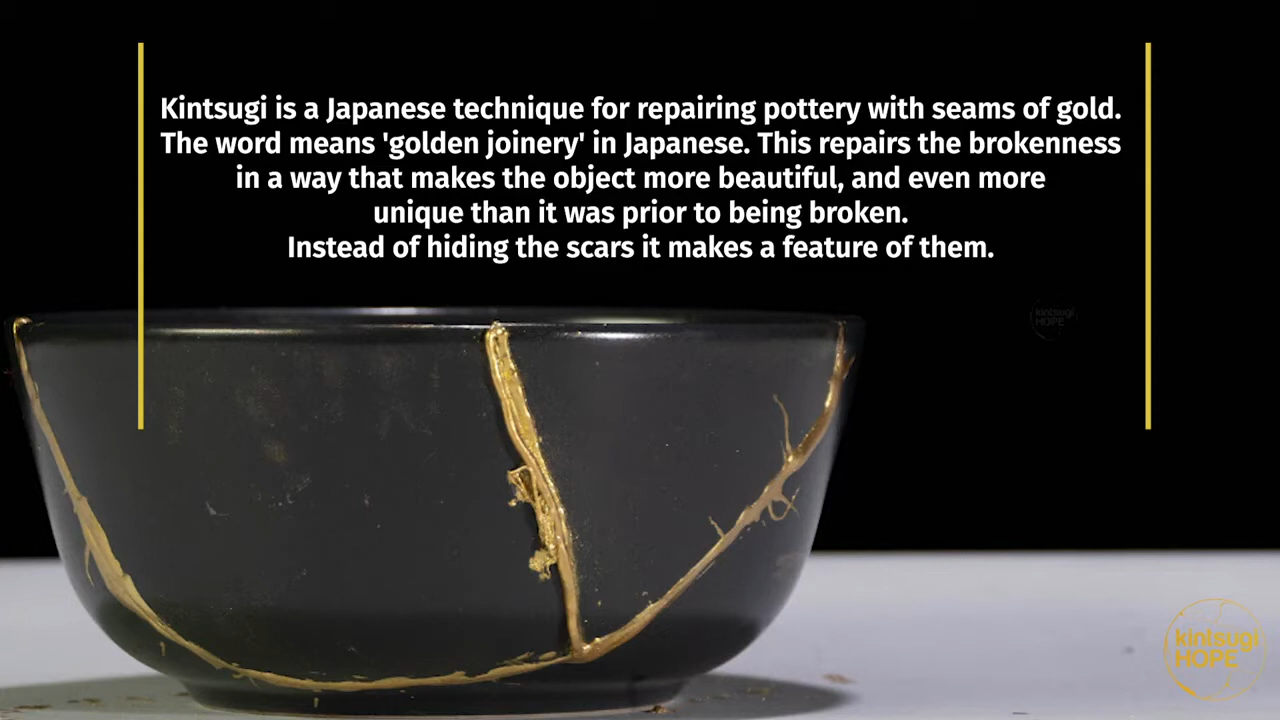 Kintsugi is a Japanese technique for repairing pottery with seams of gold.
The word means 'golden joinery' in Japanese. This repairs the brokenness
in a way that makes the object more beautiful, and even more
unique than it was prior to being broken.
Instead of hiding the scars it makes a feature of them.
kintsugi
HOPE
kintsugi
HOPE